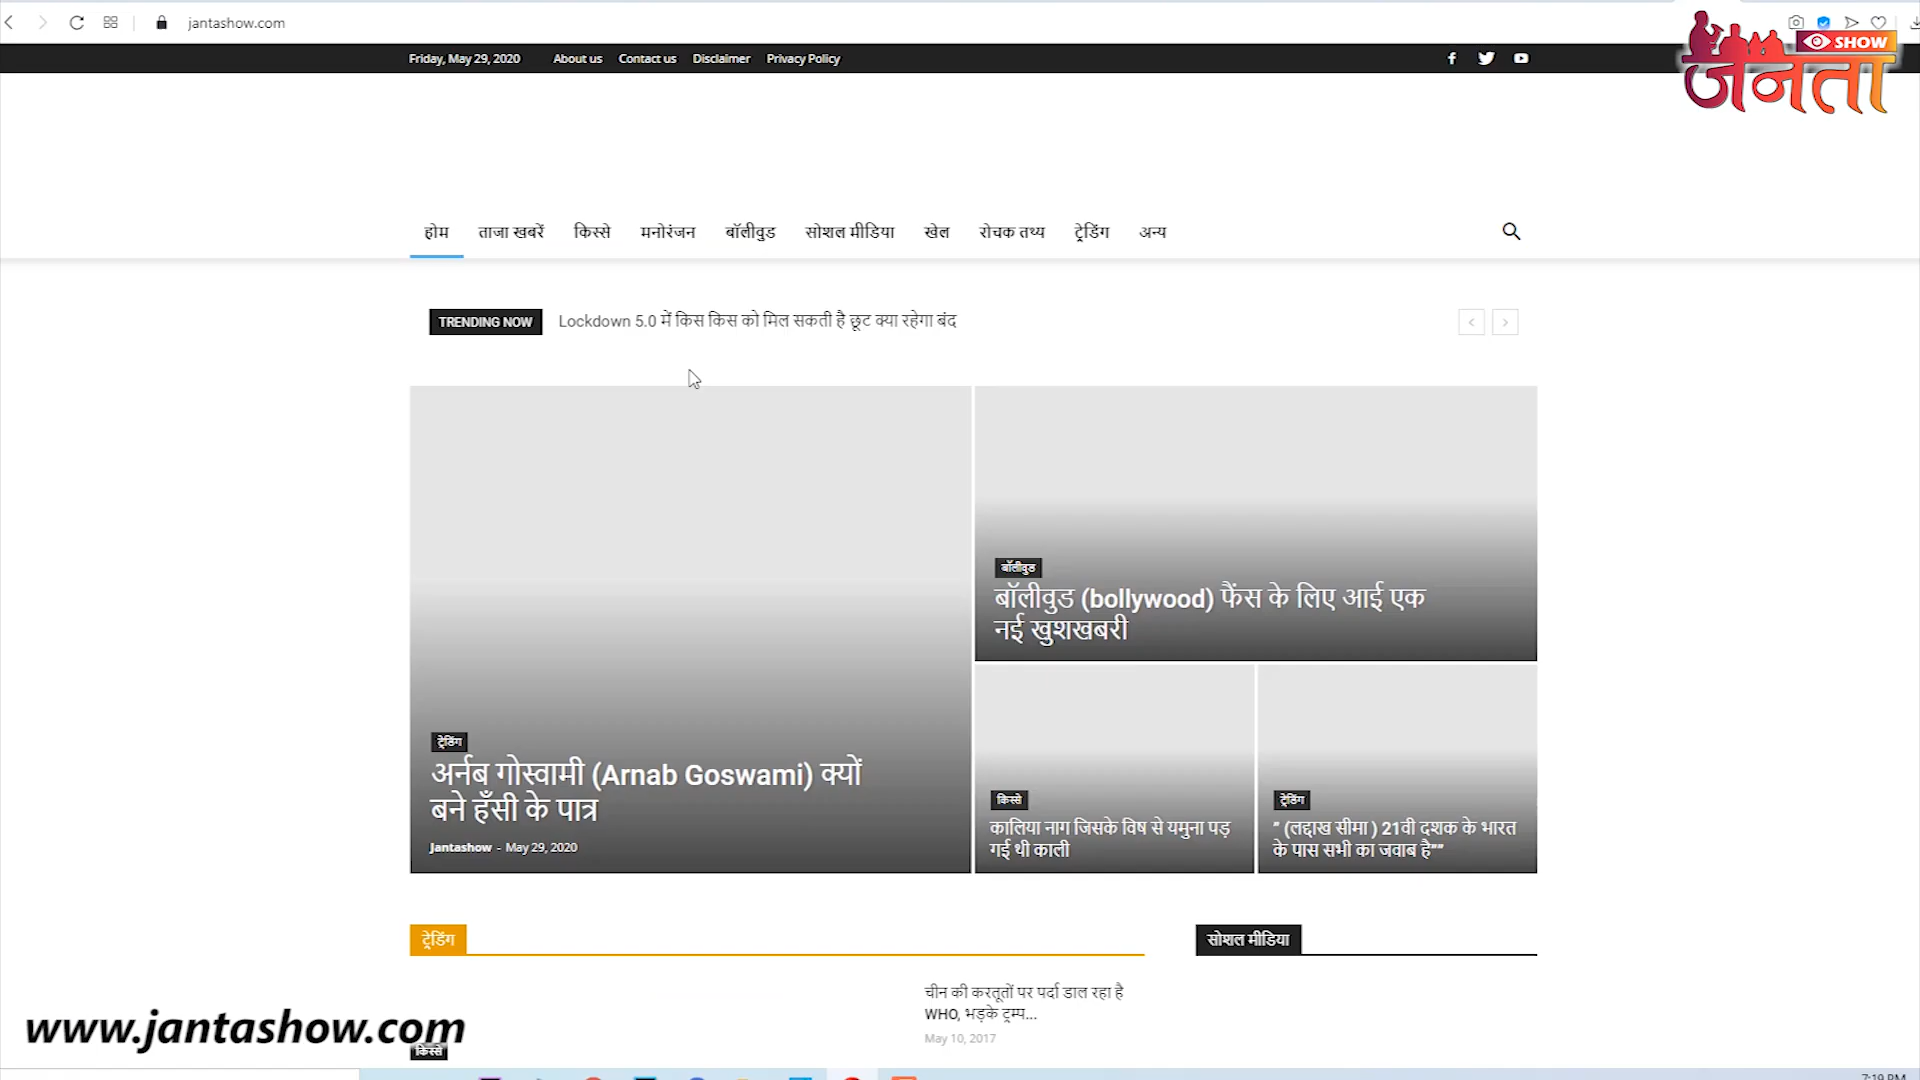 jantashow.com
SHOW
जनता
Friday, May 29, 2020
About us
Contact us
Disclaimer
Privacy Policy
होम
ताजा खबरें
किस्से
मनोरंजन
बॉलीवुड
सोशल मीडिया
खेल
रोचक तथ्य
ट्रेडिंग
अन्य
TRENDING NOW
Lockdown 5.0 में किस किस को मिल सकती है छूट क्या रहेगा बंद
बॉलीवुड
बॉलीवुड (bollywood) फैंस के लिए आई एक
नई खुशखबरी
ट्रेडिंग
अर्नब गोस्वामी (Arnab Goswami) क्यों
बने हँसी के पात्र
Jantashow - May 29, 2020
किस्से
कालिया नाग जिसके विष से यमुना पड़
गई थी काली
ट्रेडिंग
” (लद्दाख सीमा ) 21वी दशक के भारत
के पास सभी का जवाब है””
ट्रेडिंग
सोशल मीडिया
चीन की करतूतों पर पर्दा डाल रहा है
WHO, भड़के ट्रम्प...
May 10, 2017
www.jantashow.com
किस्से
7:19 PM